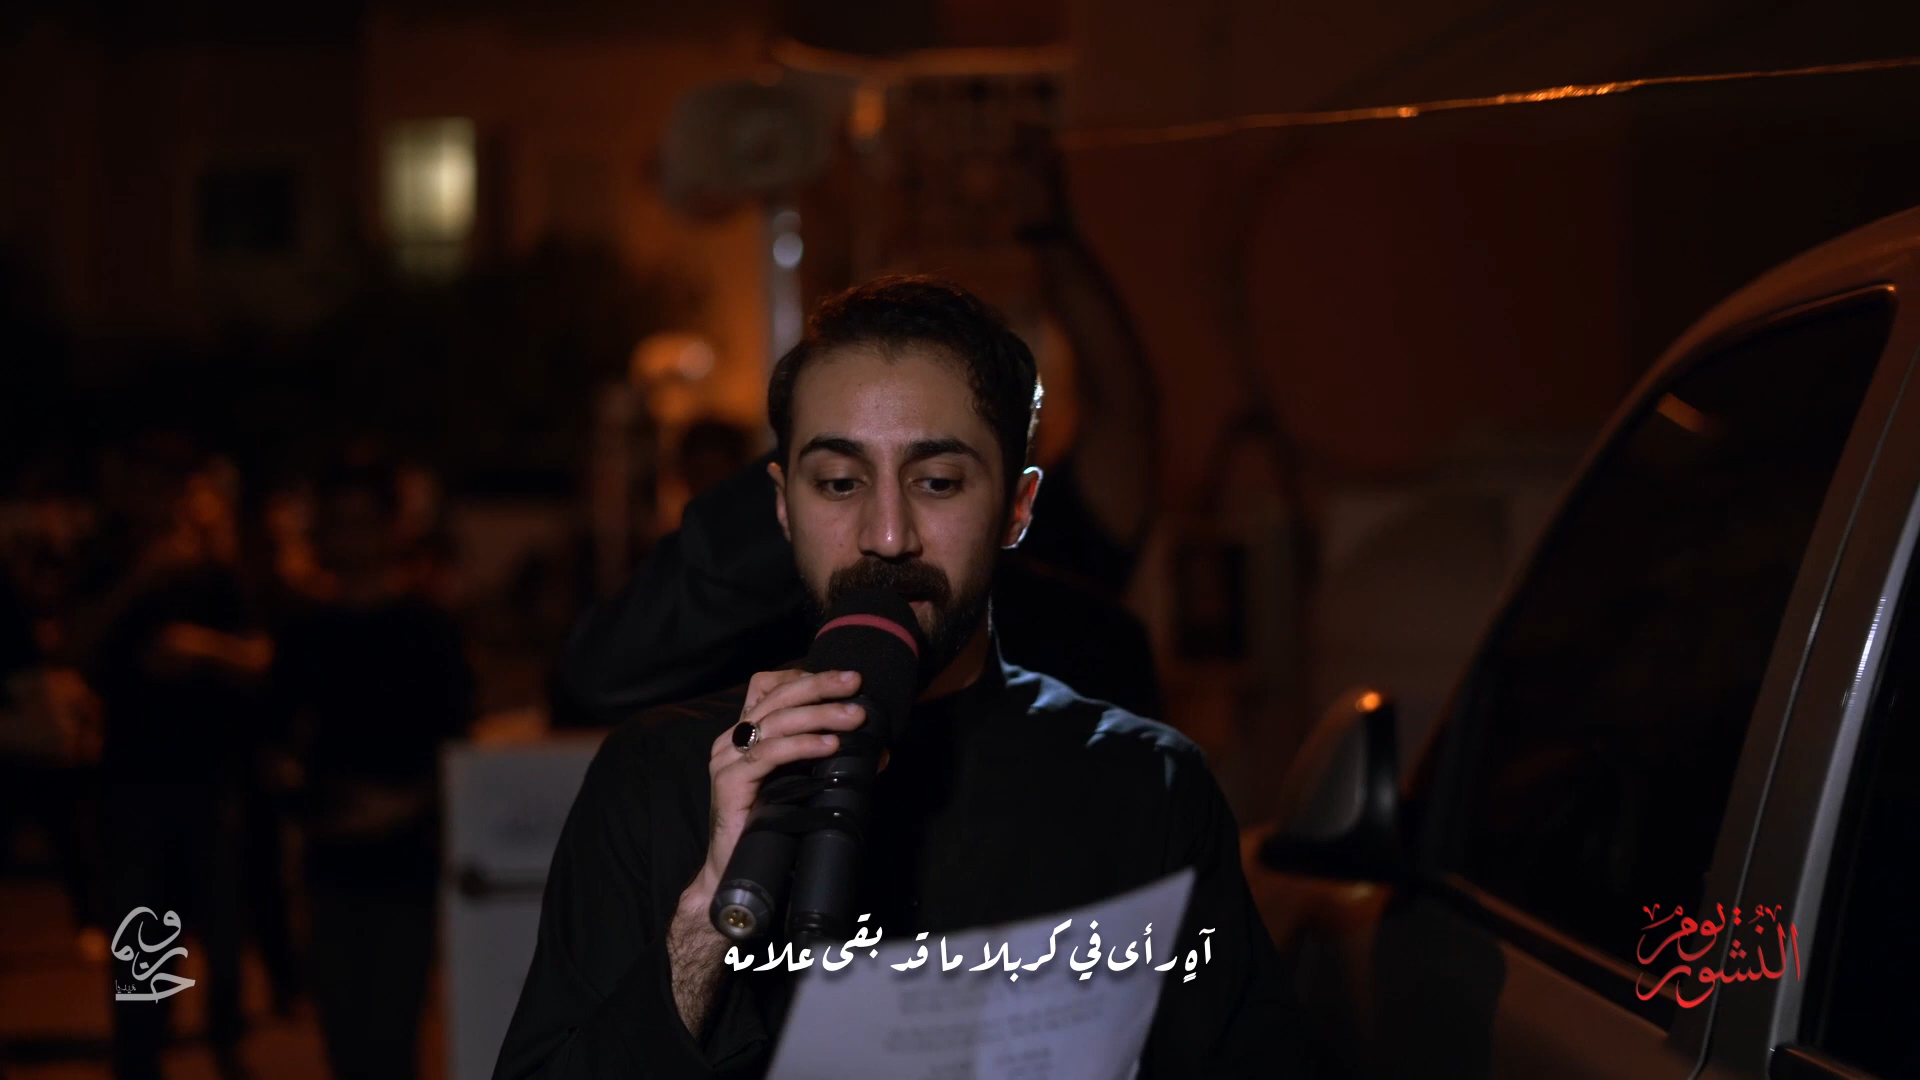 آهٍ رأى في كربلا ما قد بقى علامه
يوم
النشور